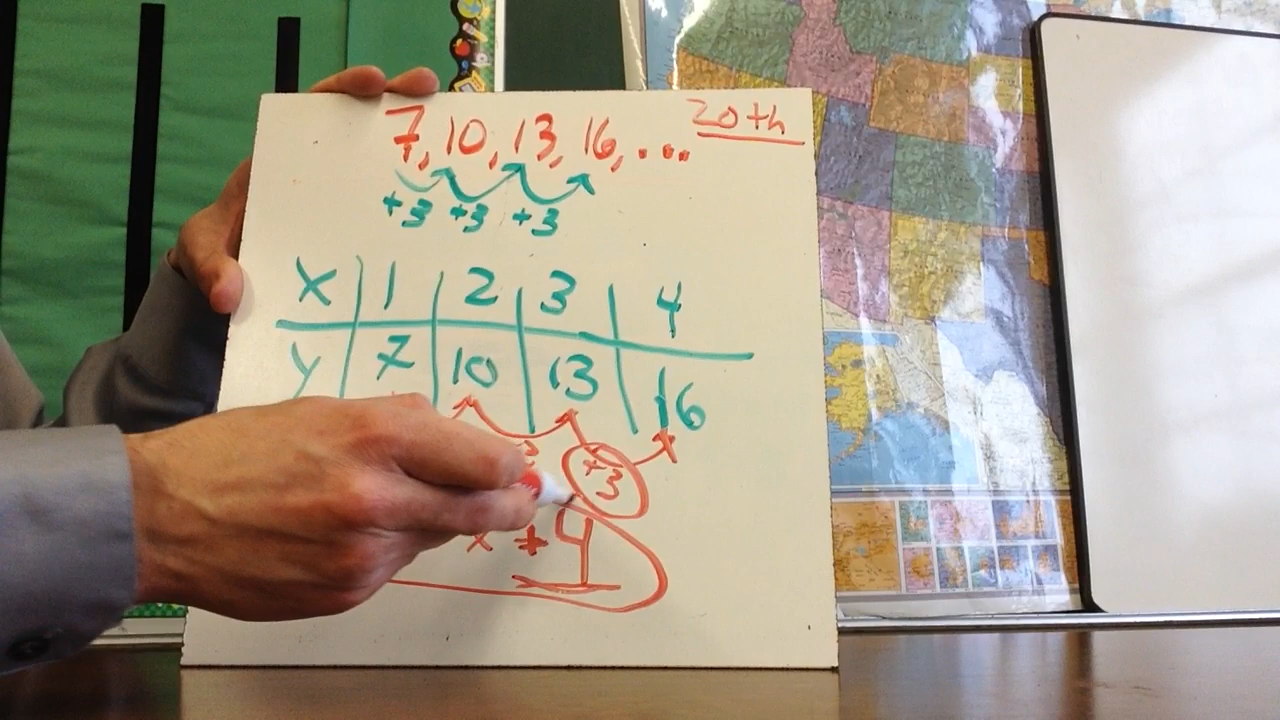 7, 10, 13, 16, ... 20th
+3 +3 +3
X 1 2 3 4
y 7 10 13 16
+3
x + 4